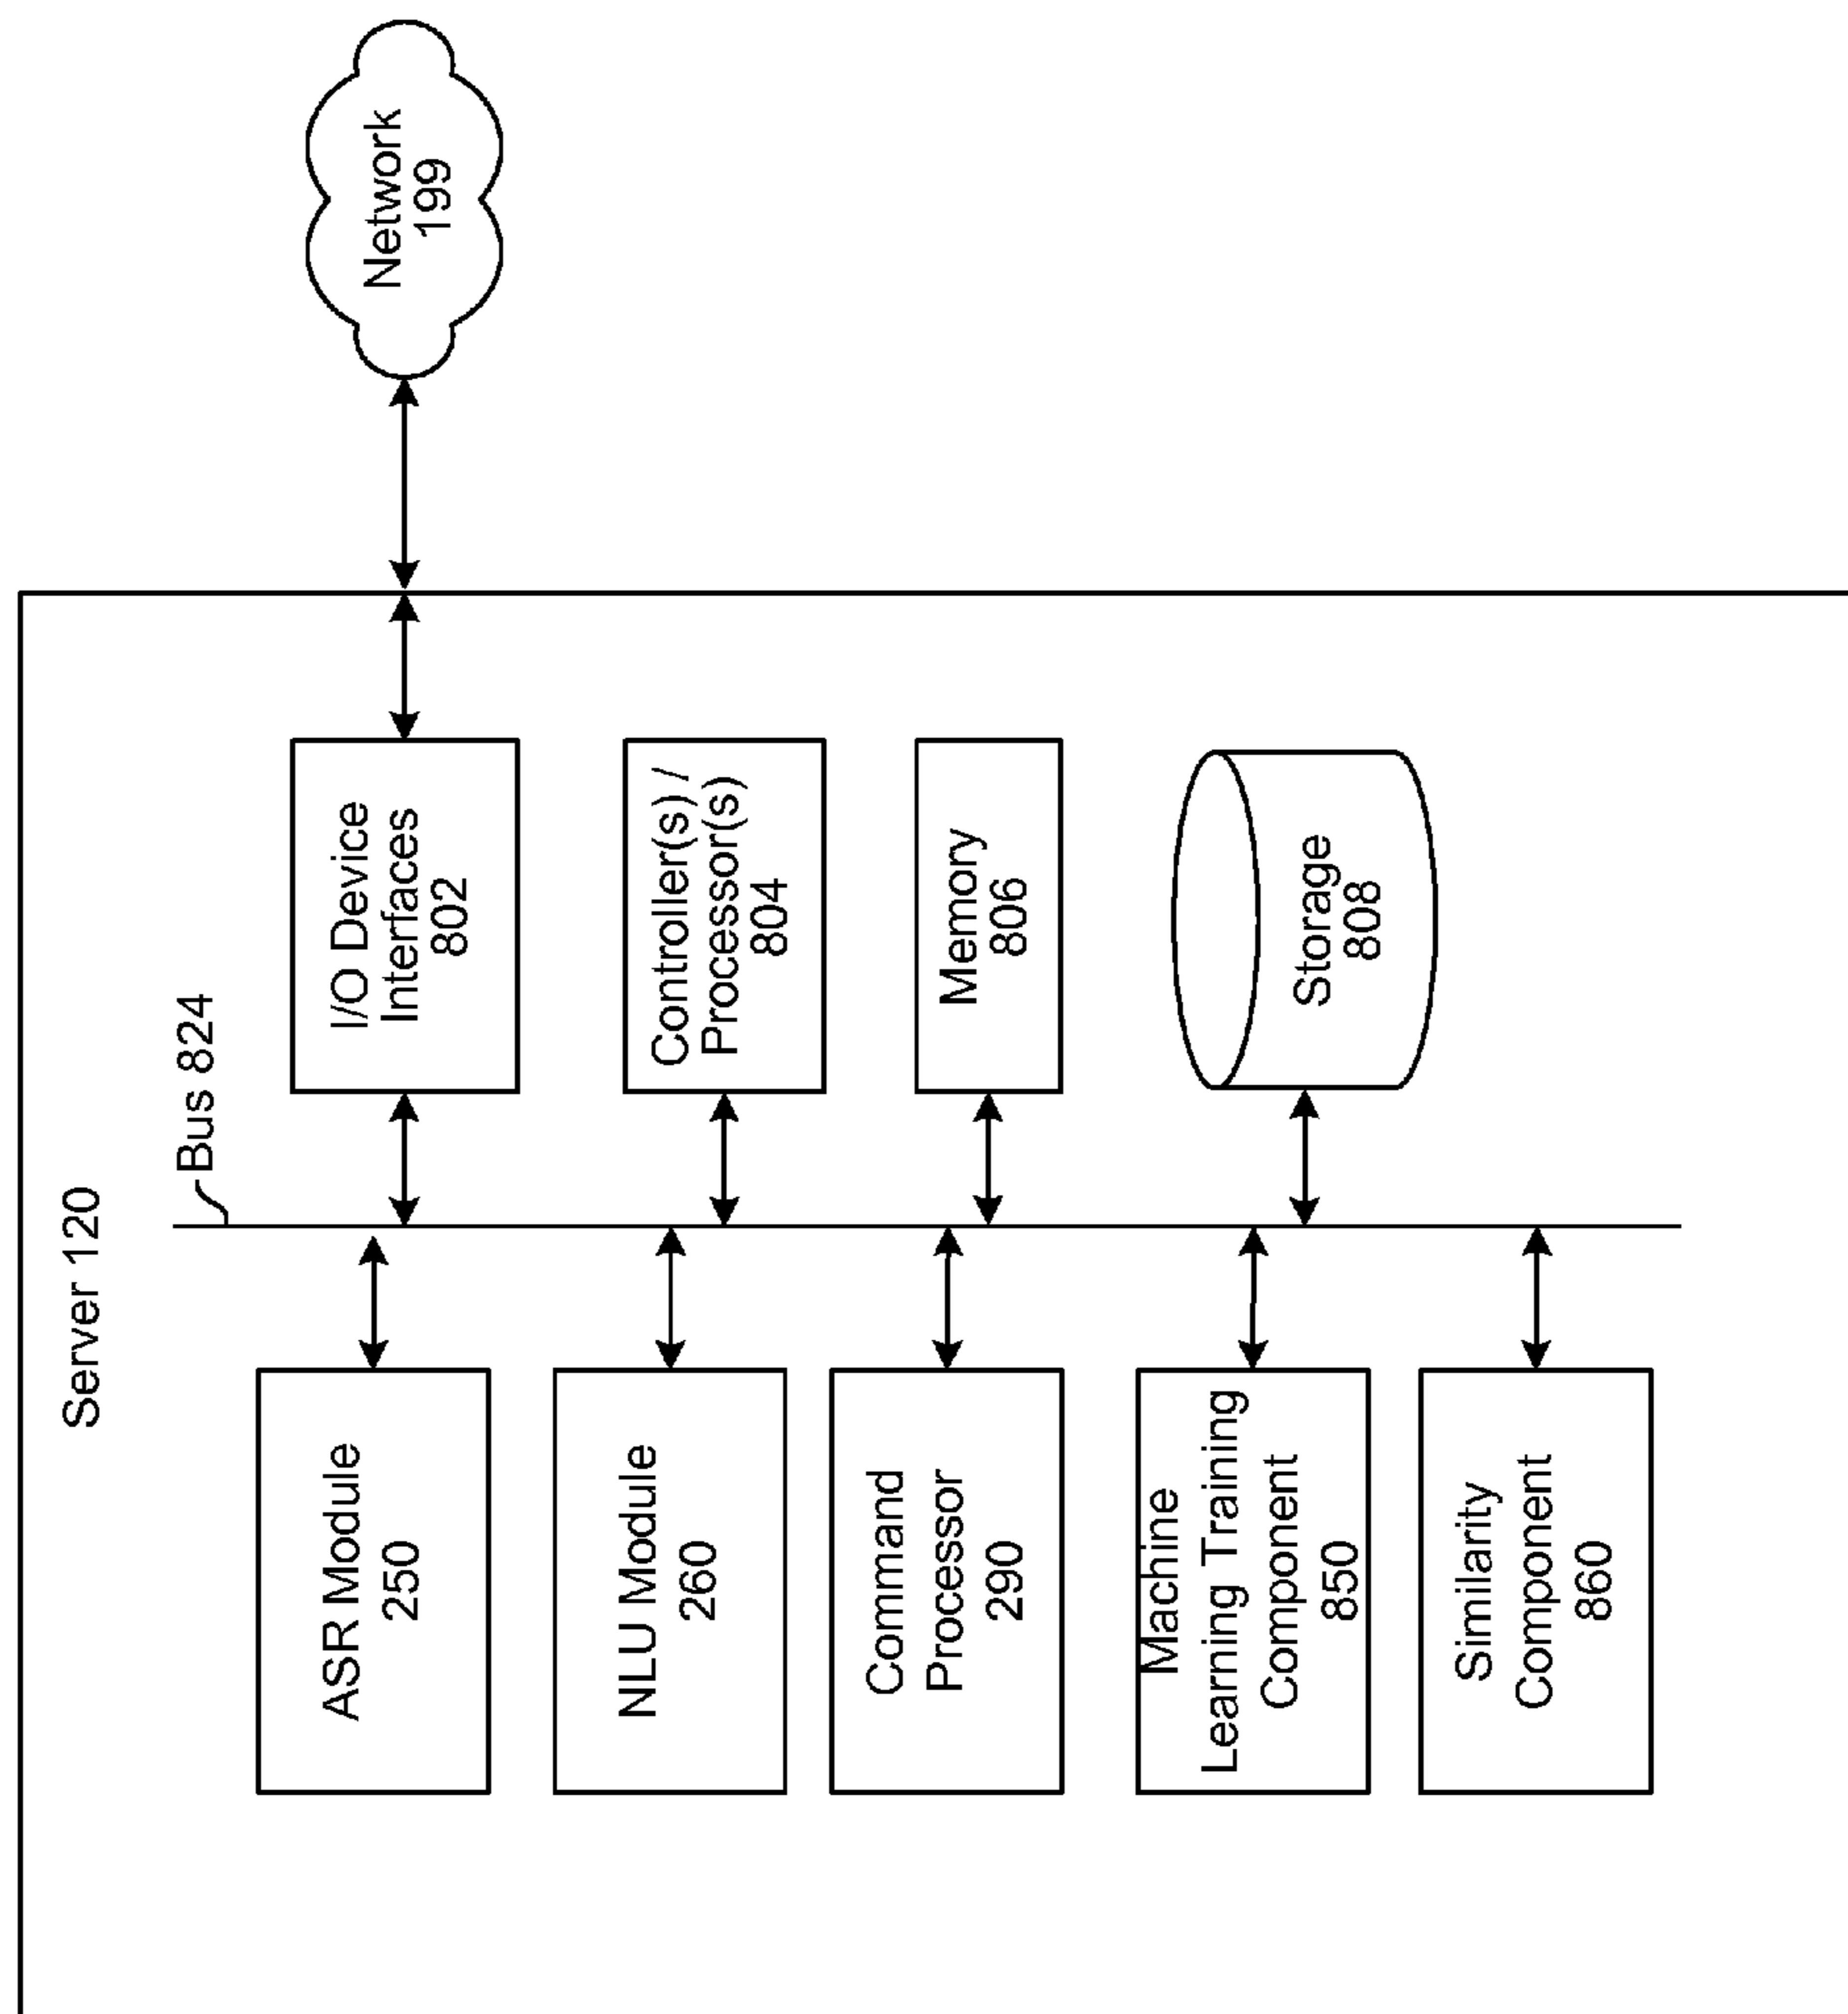 Server 120
Bus 824
ASR Module
250
I/O Device
Interfaces
802
Network
199
NLU Module
260
Controller(s) /
Processor(s)
804
Command
Processor
290
Memory
806
Machine
Learning Training
Component
850
Storage
808
Similarity
Component
860